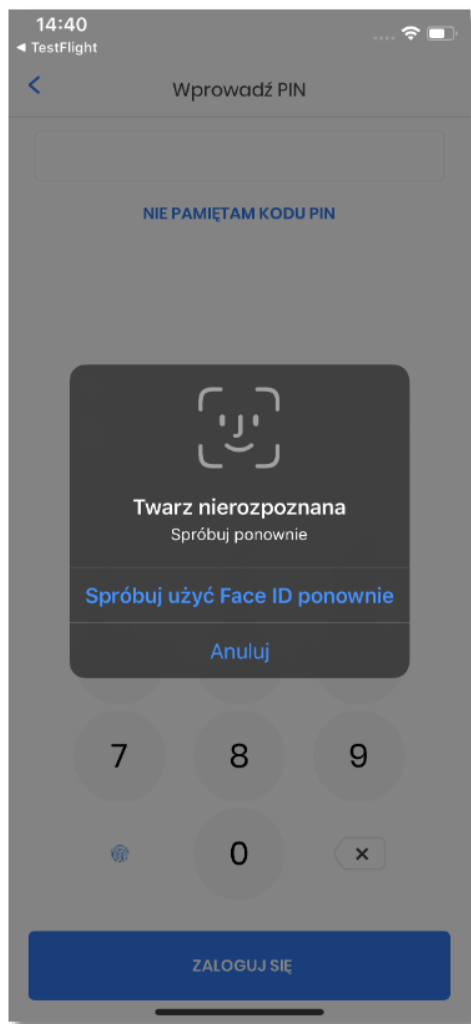 14:40
◀ TestFlight
Wprowadź PIN
NIE PAMIĘTAM KODU PIN
Twarz nierozpoznana
Spróbuj ponownie
Spróbuj użyć Face ID ponownie
Anuluj
7 8 9
0
ZALOGUJ SIĘ